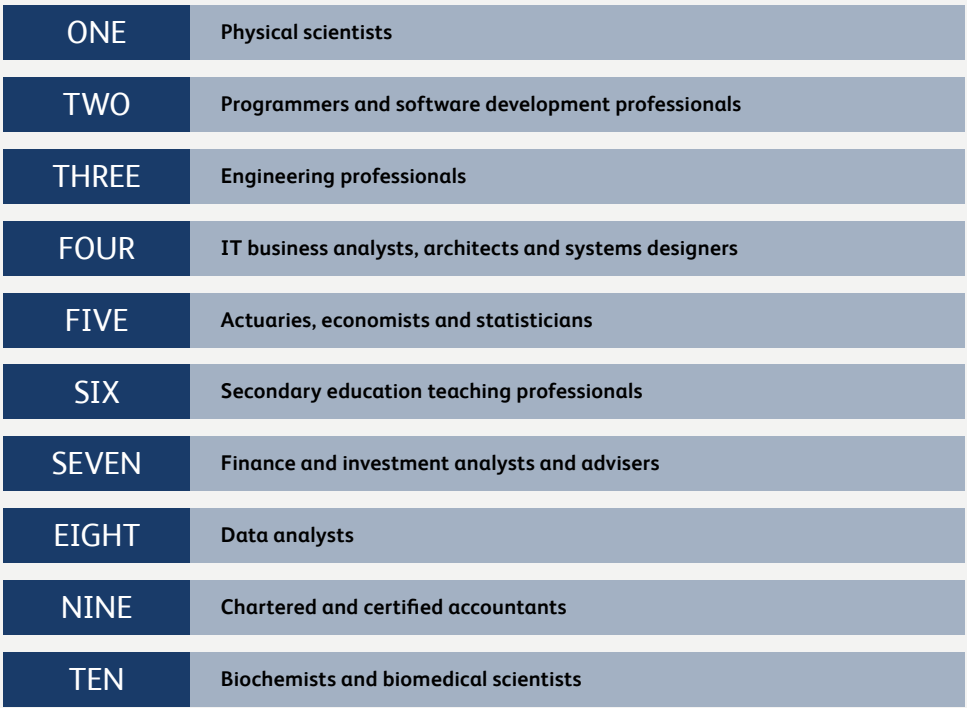 ONE Physical scientists
TWO Programmers and software development professionals
THREE Engineering professionals
FOUR IT business analysts, architects and systems designers
FIVE Actuaries, economists and statisticians
SIX Secondary education teaching professionals
SEVEN Finance and investment analysts and advisers
EIGHT Data analysts
NINE Chartered and certified accountants
TEN Biochemists and biomedical scientists